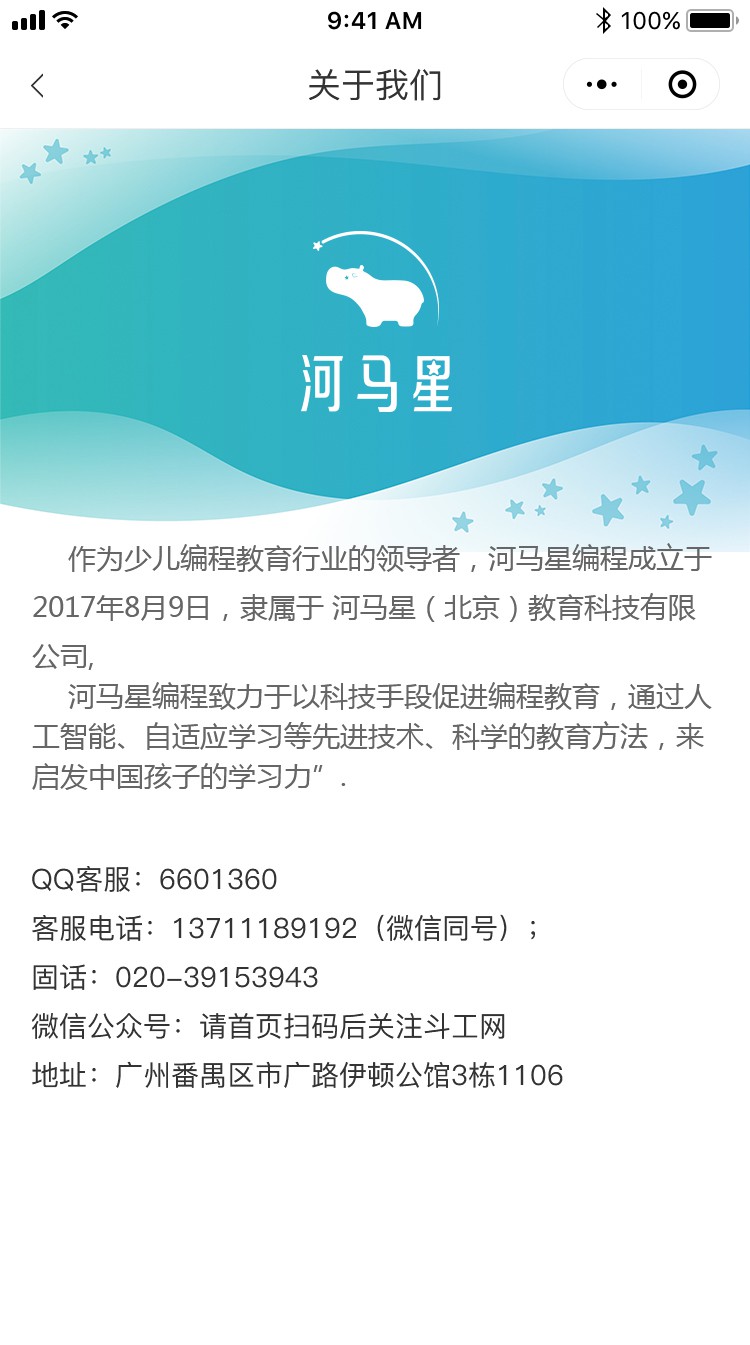 9:41 AM 100%
关于我们
河马星
作为少儿编程教育行业的领导者，河马星编程成立于
2017年8月9日，隶属于 河马星（北京）教育科技有限
公司,
河马星编程致力于以科技手段促进编程教育，通过人
工智能、自适应学习等先进技术、科学的教育方法，来
启发中国孩子的学习力”.
QQ客服：6601360
客服电话：13711189192（微信同号）;
固话：020-39153943
微信公众号：请首页扫码后关注斗工网
地址：广州番禺区市广路伊顿公馆3栋1106